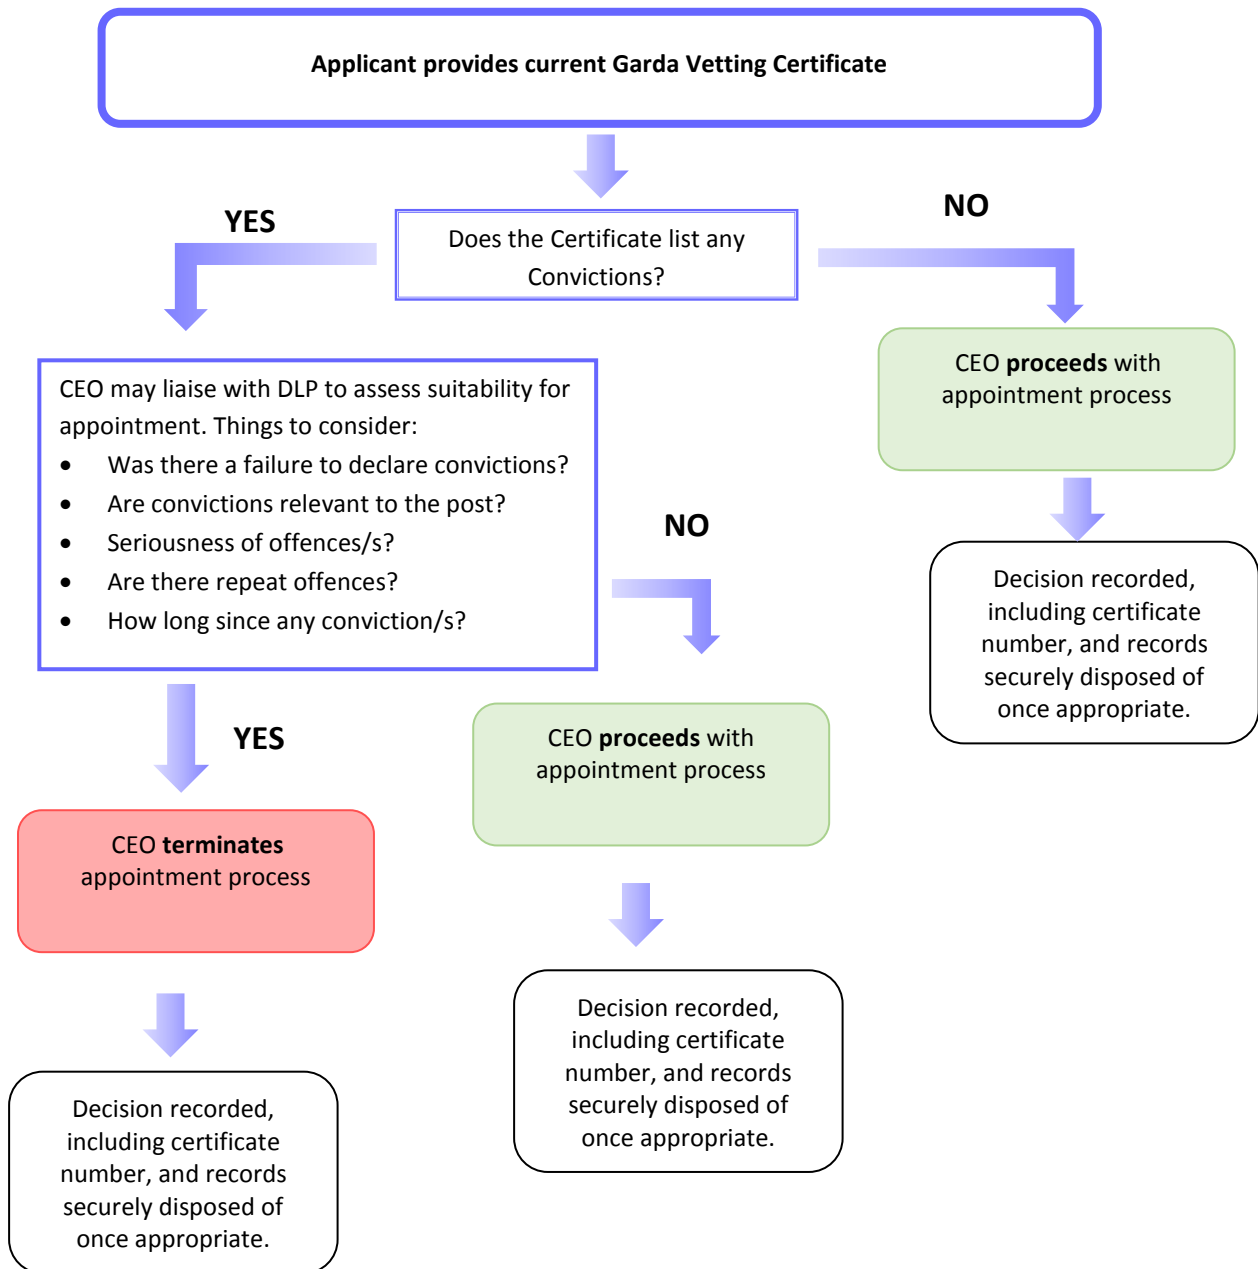 Applicant provides current Garda Vetting Certificate
YES
NO
Does the Certificate list any
Convictions?
CEO may liaise with DLP to assess suitability for
appointment. Things to consider:
• Was there a failure to declare convictions?
• Are convictions relevant to the post?
• Seriousness of offences/s?
• Are there repeat offences?
• How long since any conviction/s?
CEO proceeds with
appointment process
NO
Decision recorded,
including certificate
number, and records
securely disposed of
once appropriate.
YES
CEO proceeds with
appointment process
CEO terminates
appointment process
Decision recorded,
including certificate
number, and records
securely disposed of
once appropriate.
Decision recorded,
including certificate
number, and records
securely disposed of
once appropriate.